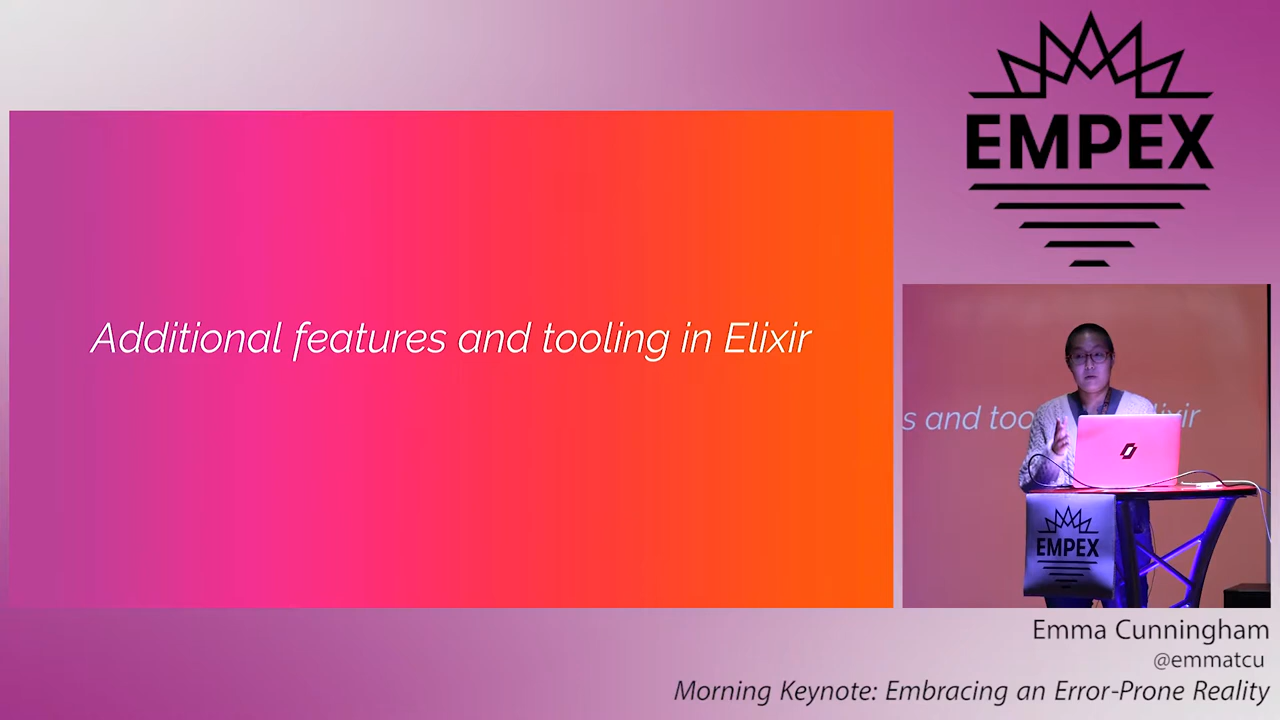 EMPEX
Additional features and tooling in Elixir
s and too lixir
EMPEX
Emma Cunningham
@emmatcu
Morning Keynote: Embracing an Error-Prone Reality